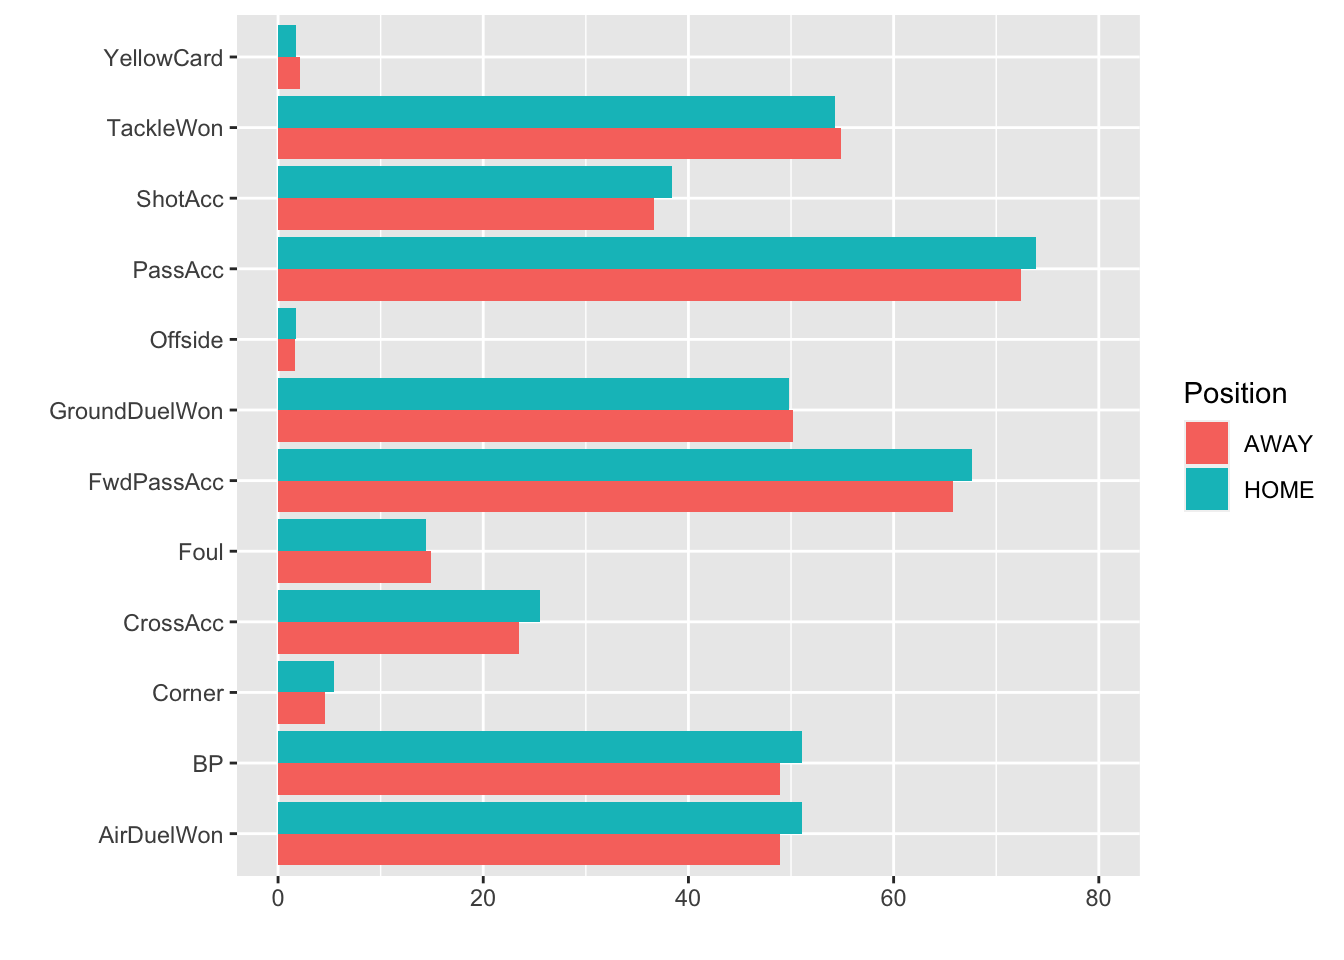 YellowCard
TackleWon
ShotAcc
PassAcc
Offside
GroundDuelWon
FwdPassAcc
Foul
CrossAcc
Corner
BP
AirDuelWon
0 20 40 60 80
Position
AWAY
HOME